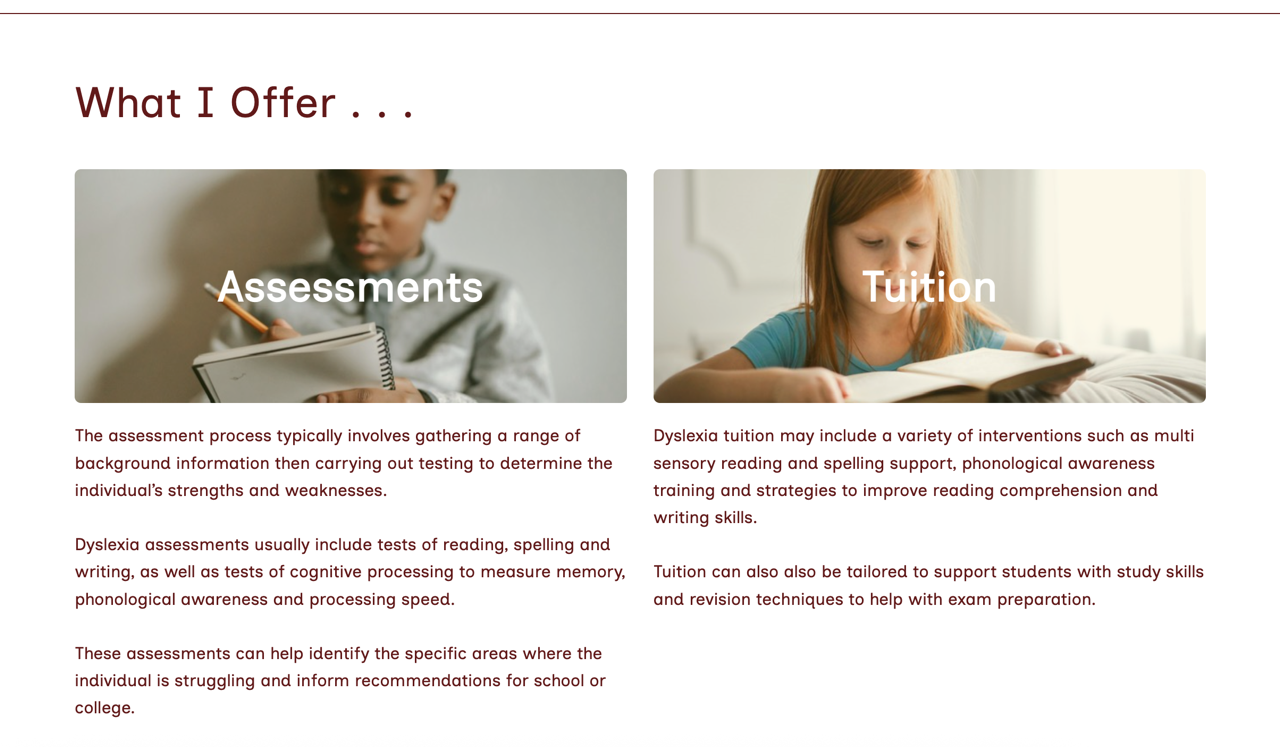 What I Offer . . .
Assessments
The assessment process typically involves gathering a range of
background information then carrying out testing to determine the
individual’s strengths and weaknesses.
Dyslexia assessments usually include tests of reading, spelling and
writing, as well as tests of cognitive processing to measure memory,
phonological awareness and processing speed.
These assessments can help identify the specific areas where the
individual is struggling and inform recommendations for school or
college.
Tuition
Dyslexia tuition may include a variety of interventions such as multi
sensory reading and spelling support, phonological awareness
training and strategies to improve reading comprehension and
writing skills.
Tuition can also also be tailored to support students with study skills
and revision techniques to help with exam preparation.